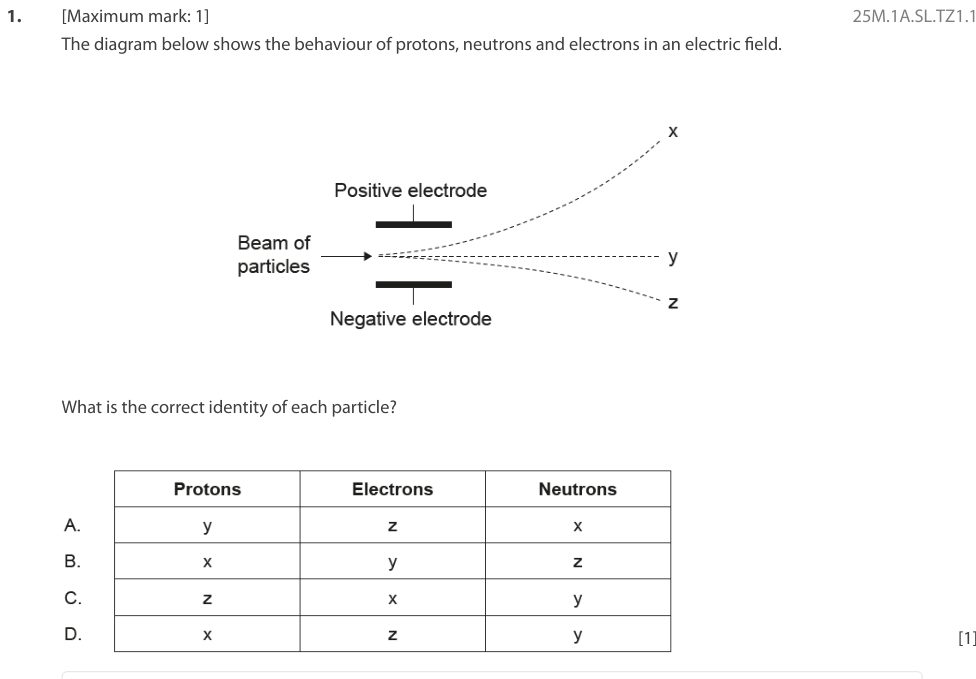 1. [Maximum mark: 1] 25M.1A.SL.TZ1.1
The diagram below shows the behaviour of protons, neutrons and electrons in an electric field.
x
Positive electrode
Beam of
particles
y
z
Negative electrode
What is the correct identity of each particle?
Protons Electrons Neutrons
A. y z x
B. x y z
C. z x y
D. x z y
[1]